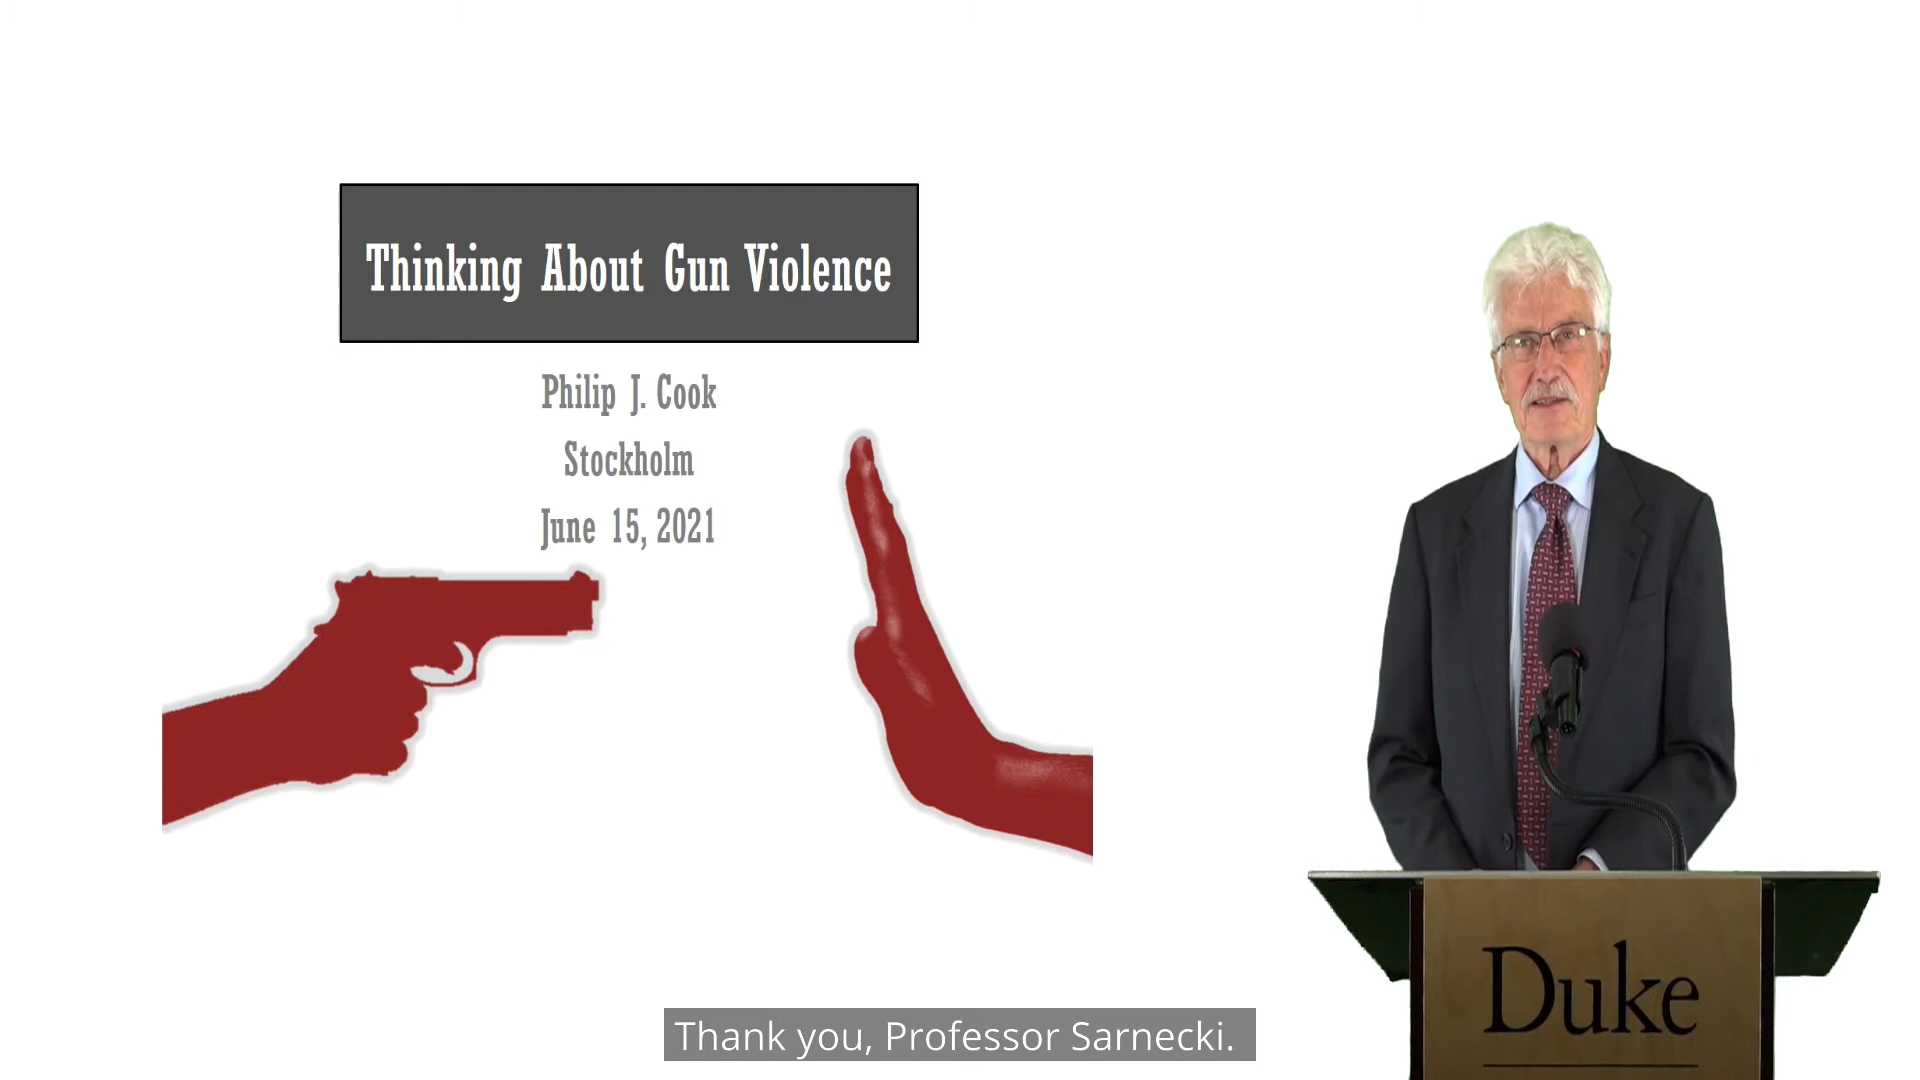 Thinking About Gun Violence
Philip J. Cook
Stockholm
June 15, 2021
Duke
Thank you, Professor Sarnecki.